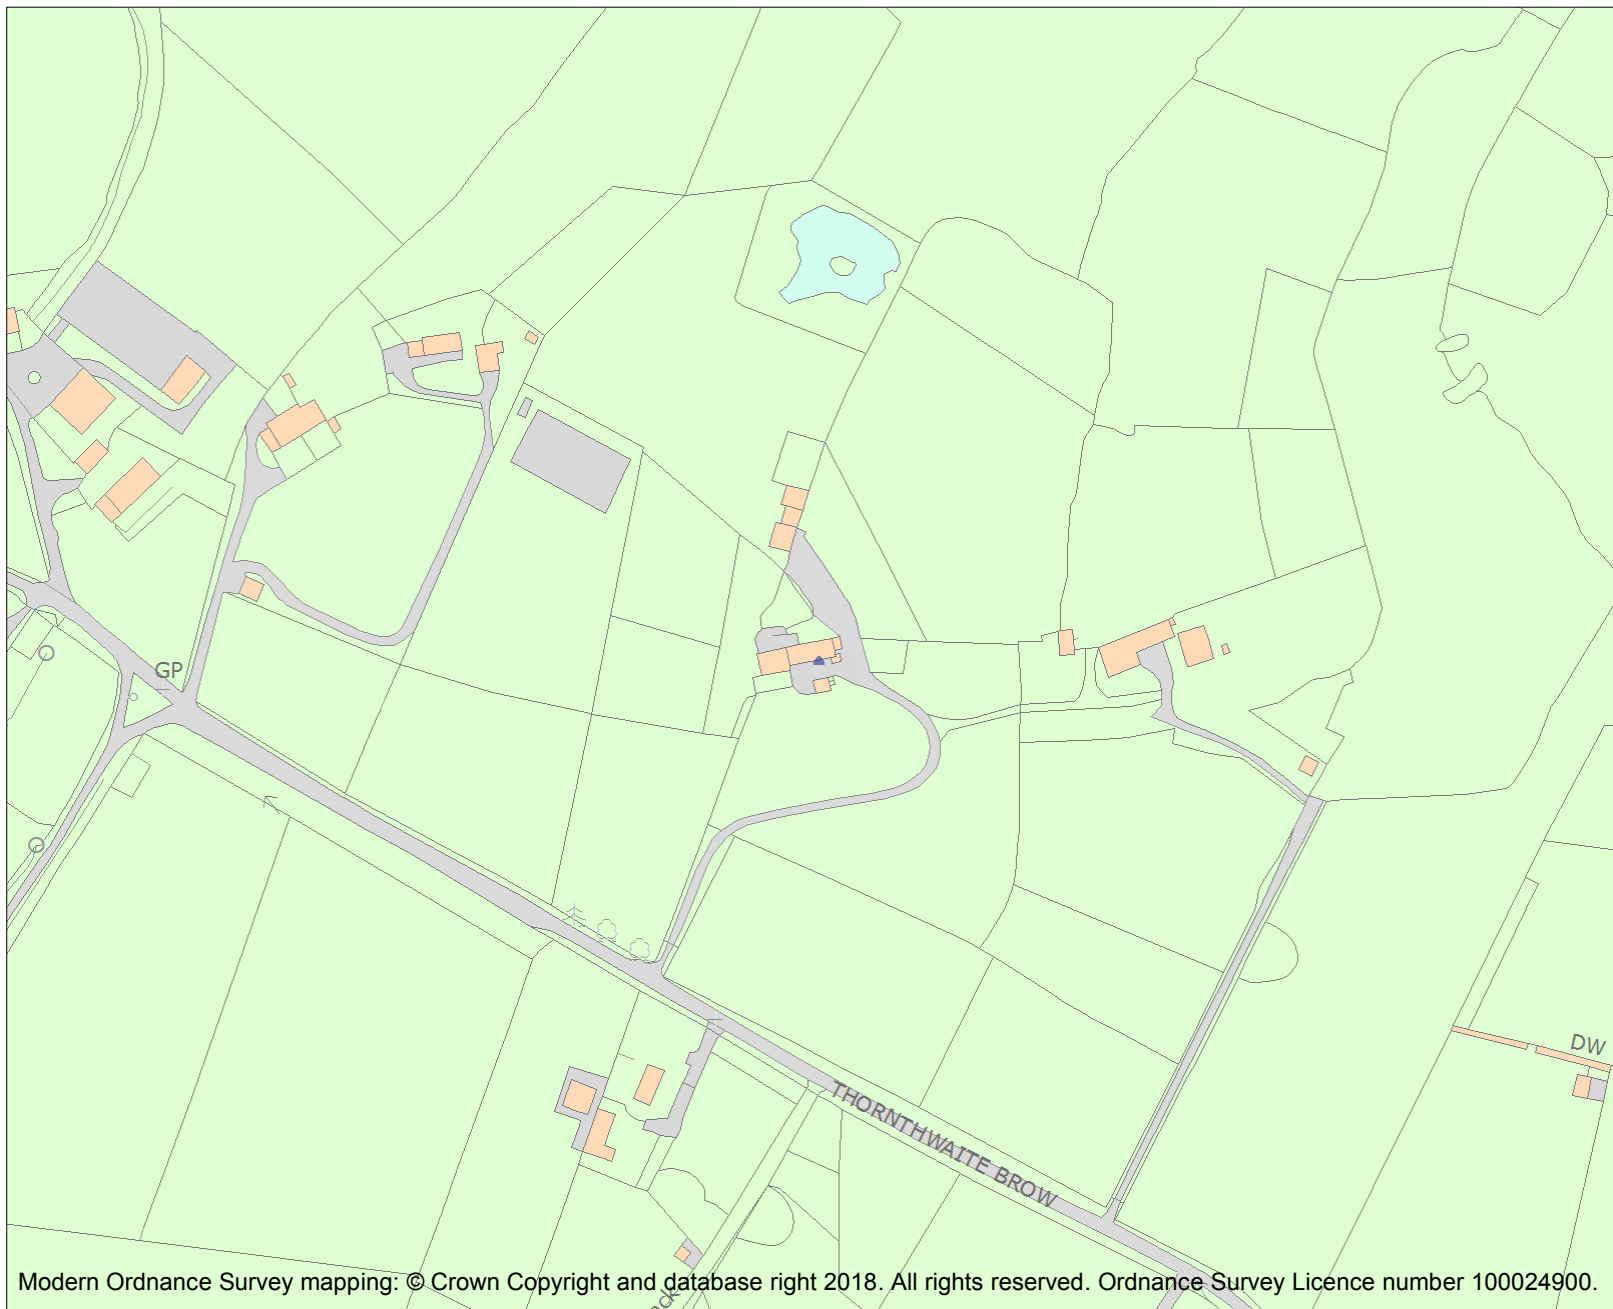 GP
DW
THORNTHWAITE BROW
Modern Ordnance Survey mapping: © Crown Copyright and database right 2018. All rights reserved. Ordnance Survey Licence number 100024900.